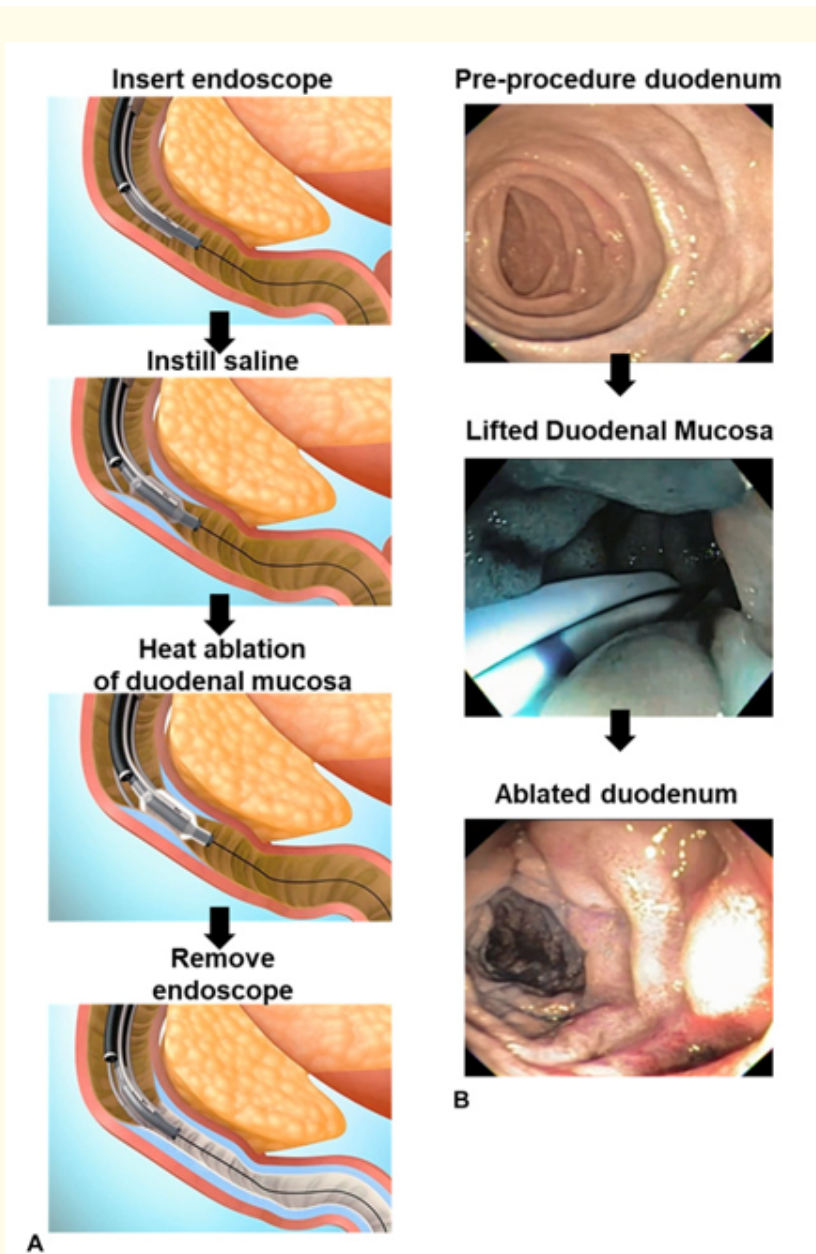 Insert endoscope
Instill saline
Heat ablation
of duodenal mucosa
Remove
endoscope
A
Pre-procedure duodenum
Lifted Duodenal Mucosa
Ablated duodenum
B